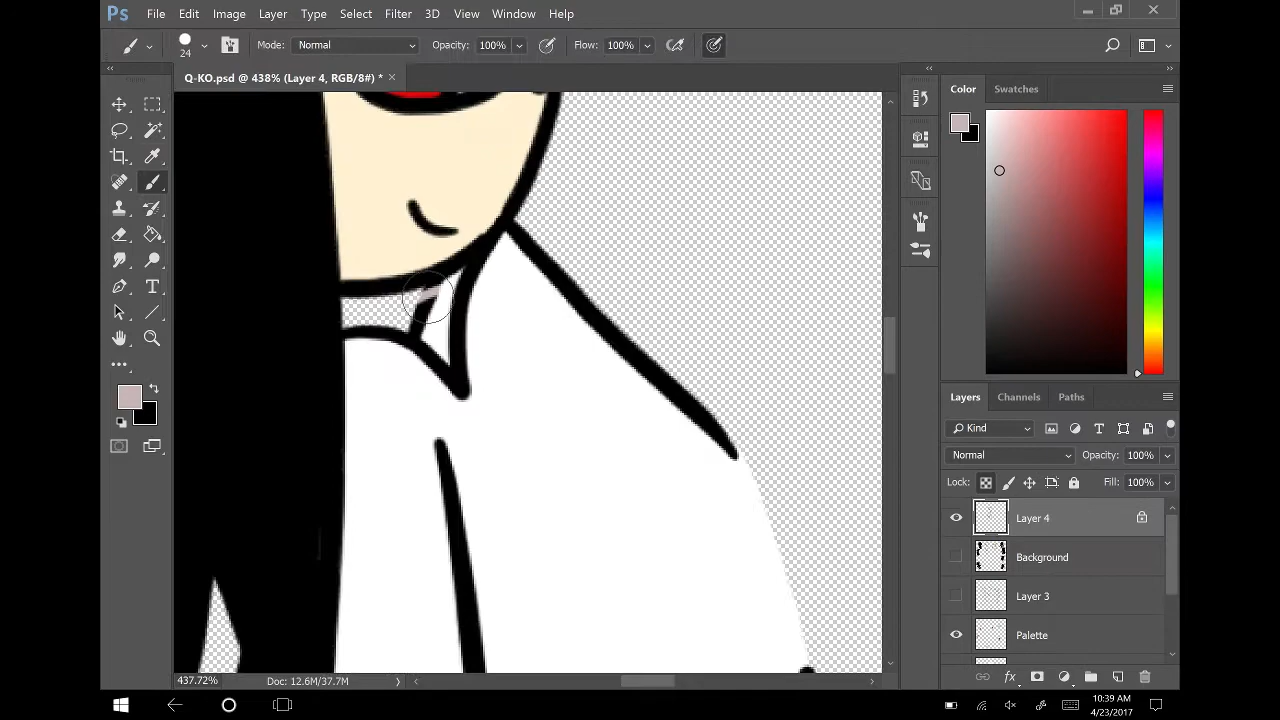 Ps File Edit Image Layer Type Select Filter 3D View Window Help
24 Mode: Normal Opacity: 100% Flow: 100%
Q-KO.psd @ 438% (Layer 4, RGB/8#) *
Color Swatches
Layers Channels Paths
Kind
Normal Opacity: 100%
Lock: Fill: 100%
Layer 4
Background
Layer 3
Palette
fx
437.72% Doc: 12.6M/37.7M
10:39 AM
4/23/2017